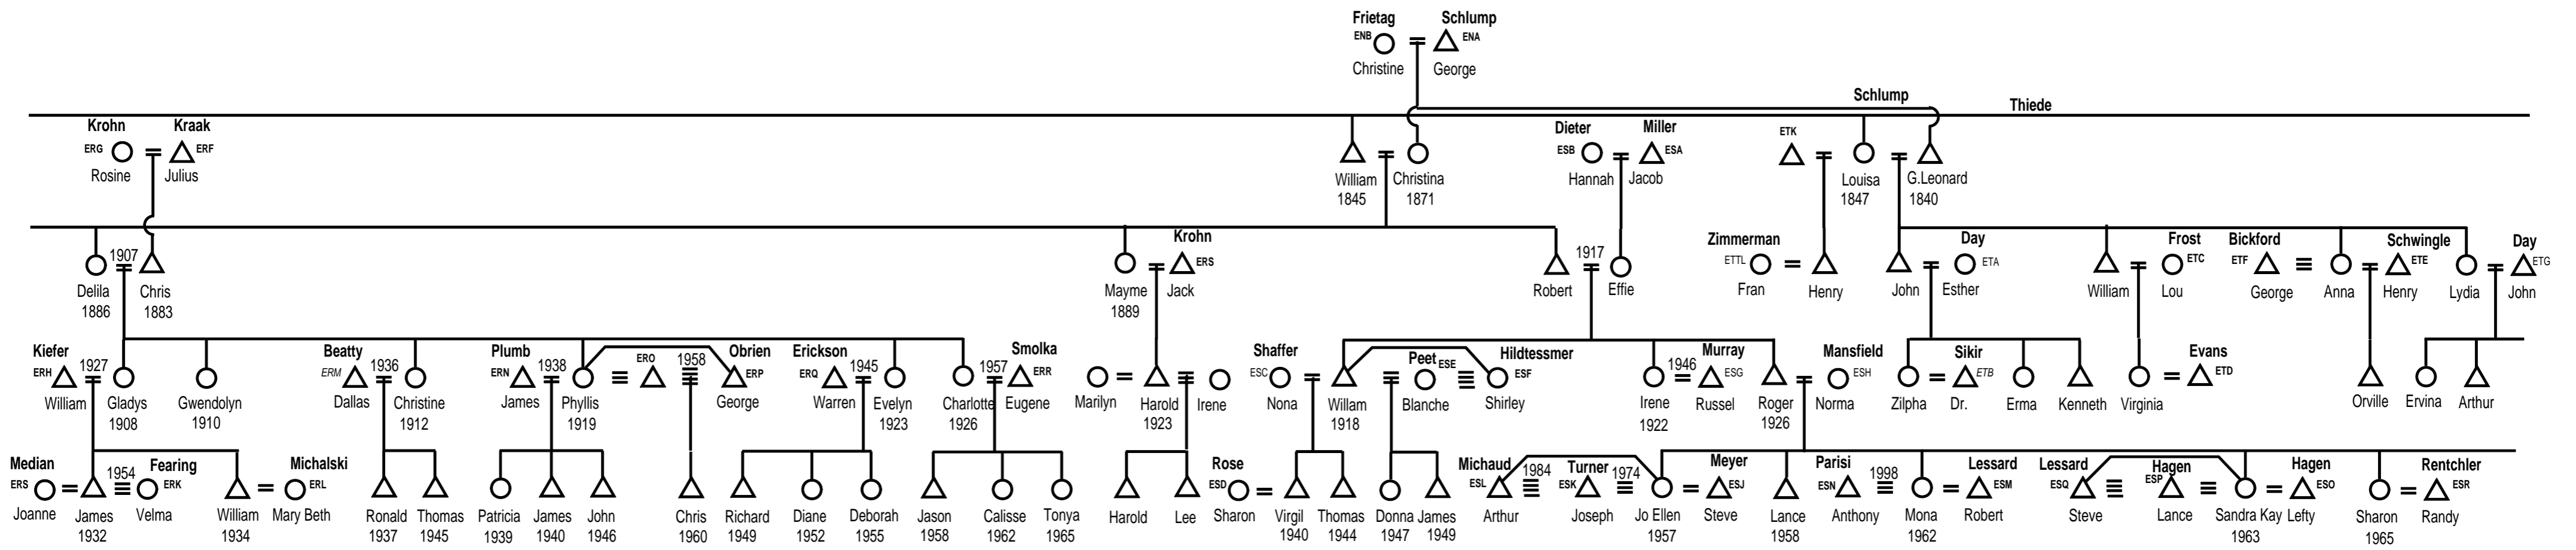 Frietag Schlump
ENB ENA
Christine George
Schlump Thiede
Krohn Kraak Dieter Miller ETK
ERG ERF ESB ESA
Rosine Julius William Christina Hannah Jacob Louisa G.Leonard
1845 1871 1847 1840
1907 Krohn 1917 Zimmerman Day Frost Bickford Schwingle Day
ERS ETTL ETA ETC ETF ETE ETG
Delila Chris Mayme Jack Robert Effie Fran Henry John Esther William Lou George Anna Henry Lydia John
1886 1883 1889
Kiefer Beatty Plumb ERO 1958 Obrien Erickson Smolka Shaffer Peet ESE Hildtessmer Murray Mansfield Sikir Evans
ERH 1927 ERM 1936 ERN 1938 ERP ERQ 1945 1957 ERR ESC ESF 1946 ESG ESH ETB ETD
William Gladys Gwendolyn Dallas Christine James Phyllis George Warren Evelyn Charlotte Eugene Marilyn Harold Irene Nona Willam Blanche Shirley Irene Russel Roger Norma Zilpha Dr. Erma Kenneth Virginia Orville Ervina Arthur
1908 1910 1912 1919 1923 1926 1923 1918 1922 1926
Median 1954 Fearing Michalski Rose Michaud 1984 Turner 1974 Meyer Parisi 1998 Lessard Lessard Hagen Hagen Rentchler
ERS ERK ERL ESD ESL ESK ESJ ESN ESM ESQ ESP ESO ESR
Joanne James Velma William Mary Beth Ronald Thomas Patricia James John Chris Richard Diane Deborah Jason Calisse Tonya Harold Lee Sharon Virgil Thomas Donna James Arthur Joseph Jo Ellen Steve Lance Anthony Mona Robert Steve Lance Sandra Kay Lefty Sharon Randy
1932 1934 1937 1945 1939 1940 1946 1960 1949 1952 1955 1958 1962 1965 1940 1944 1947 1949 1957 1958 1962 1963 1965